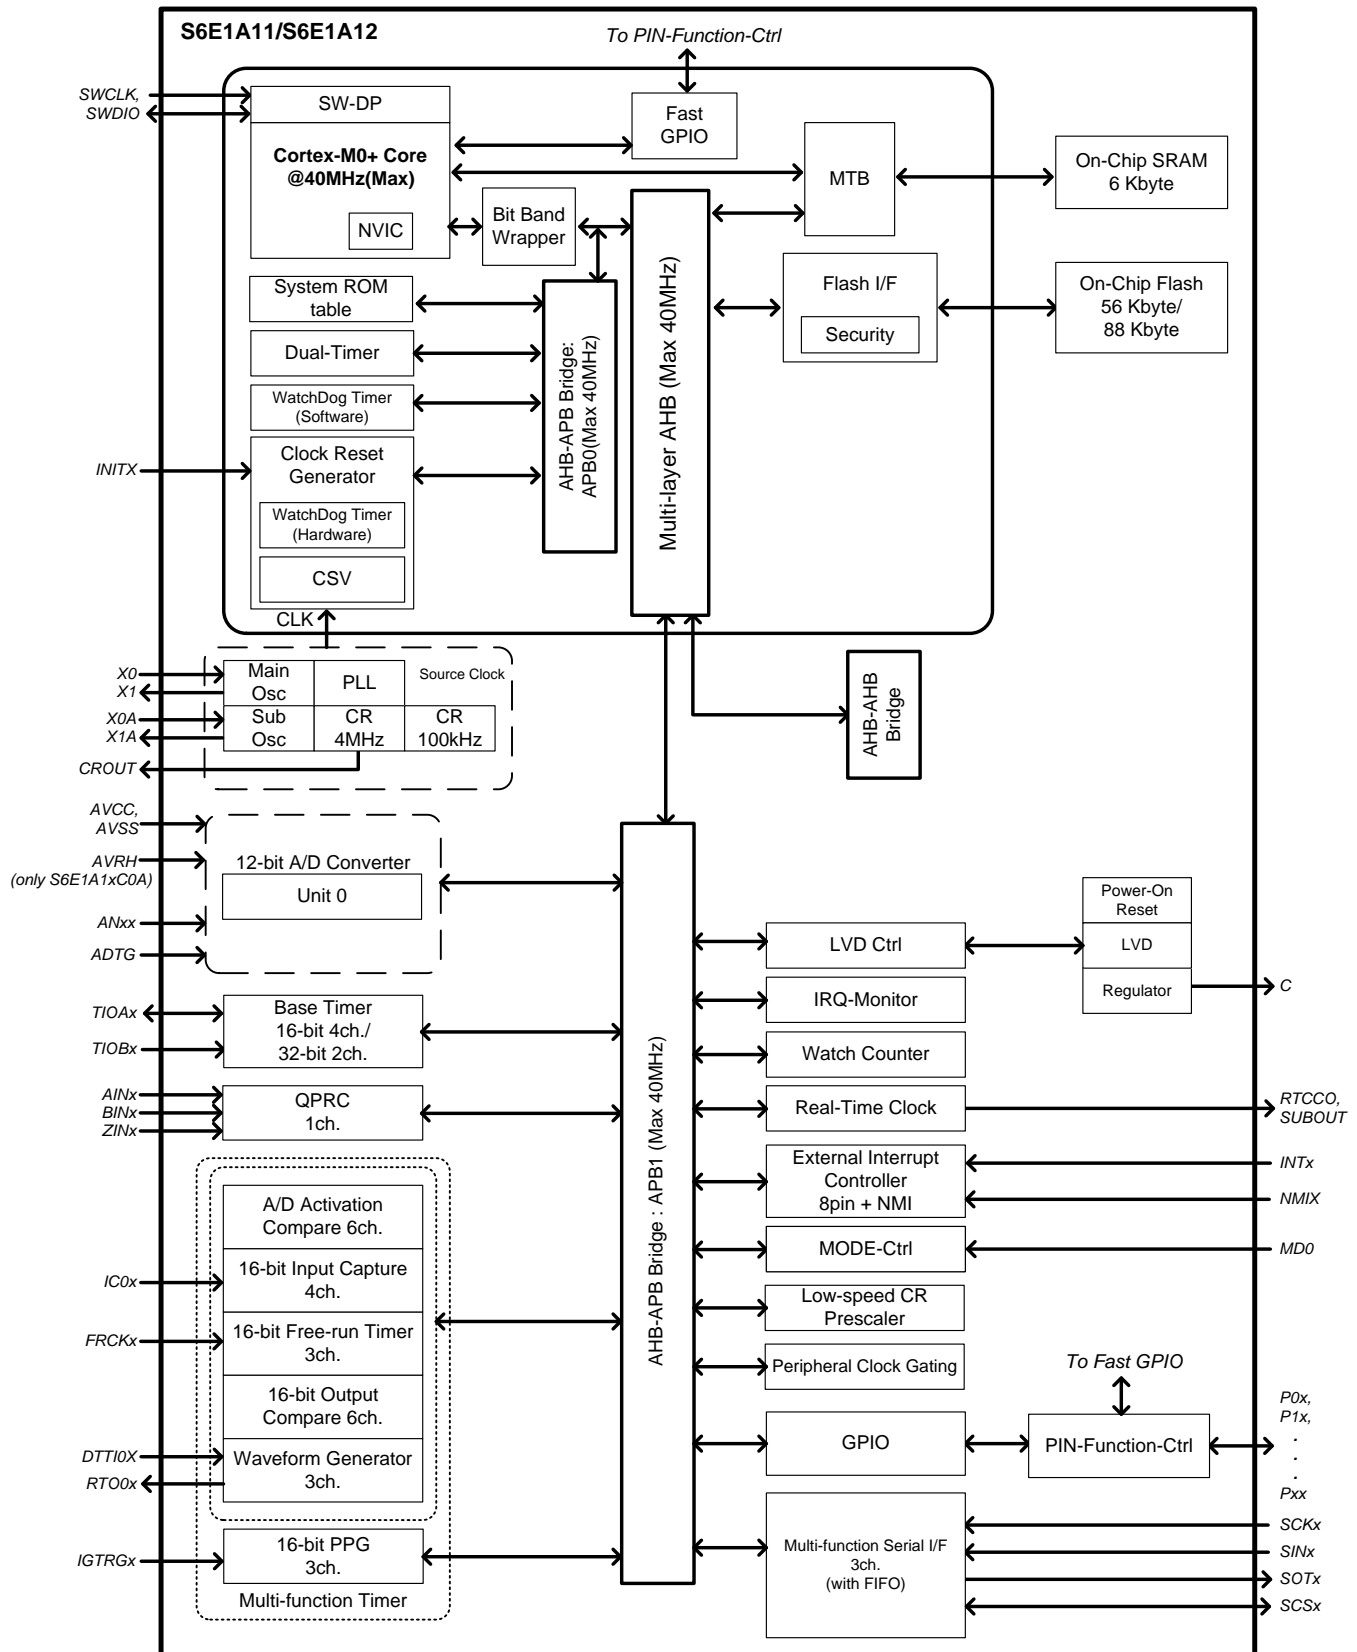 S6E1A11/S6E1A12
To PIN-Function-Ctrl
SWCLK,
SWDIO
SW-DP
Cortex-M0+ Core
@40MHz(Max)
NVIC
Fast
GPIO
MTB
On-Chip SRAM
6 Kbyte
Bit Band
Wrapper
Multi-layer AHB (Max 40MHz)
Flash I/F
Security
On-Chip Flash
56 Kbyte/
88 Kbyte
System ROM
table
Dual-Timer
WatchDog Timer
(Software)
AHB-APB Bridge:
APB0(Max 40MHz)
INITX
Clock Reset
Generator
WatchDog Timer
(Hardware)
CSV
CLK
X0
X1
X0A
X1A
CROUT
Main
Osc
PLL
Source Clock
Sub
Osc
CR
4MHz
CR
100kHz
AHB-AHB
Bridge
AVCC,
AVSS
AVRH
(only S6E1A1xC0A)
ANxx
ADTG
12-bit A/D Converter
Unit 0
AHB-APB Bridge : APB1 (Max 40MHz)
LVD Ctrl
Power-On
Reset
LVD
Regulator
C
IRQ-Monitor
TIOAx
TIOBx
Base Timer
16-bit 4ch./
32-bit 2ch.
Watch Counter
AINx
BINx
ZINx
QPRC
1ch.
Real-Time Clock
RTCCO,
SUBOUT
External Interrupt
Controller
8pin + NMI
INTx
NMIX
A/D Activation
Compare 6ch.
MODE-Ctrl
MD0
IC0x
16-bit Input Capture
4ch.
Low-speed CR
Prescaler
FRCKx
16-bit Free-run Timer
3ch.
Peripheral Clock Gating
To Fast GPIO
16-bit Output
Compare 6ch.
P0x,
P1x,
.
.
.
Pxx
GPIO
PIN-Function-Ctrl
DTTI0X
RTO0x
Waveform Generator
3ch.
IGTRGx
16-bit PPG
3ch.
Multi-function Timer
Multi-function Serial I/F
3ch.
(with FIFO)
SCKx
SINx
SOTx
SCSx